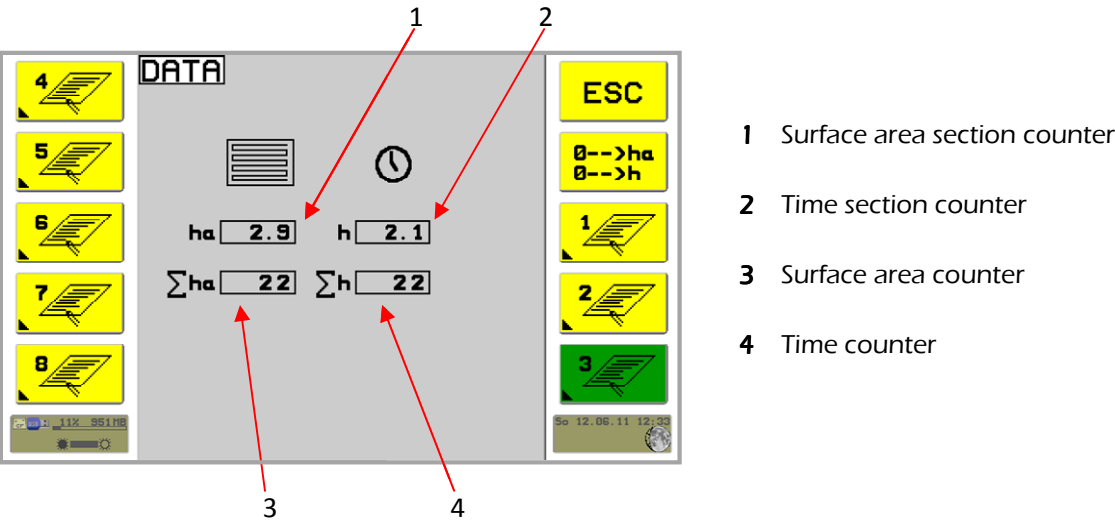 1 2
DATA
4
5
6
7
8
11% 951MB
ha 2.9 h 2.1
∑ha 22 ∑h 22
ESC
0-->ha
0-->h
1
2
3
So 12.06.11 12:33
3 4
1 Surface area section counter
2 Time section counter
3 Surface area counter
4 Time counter